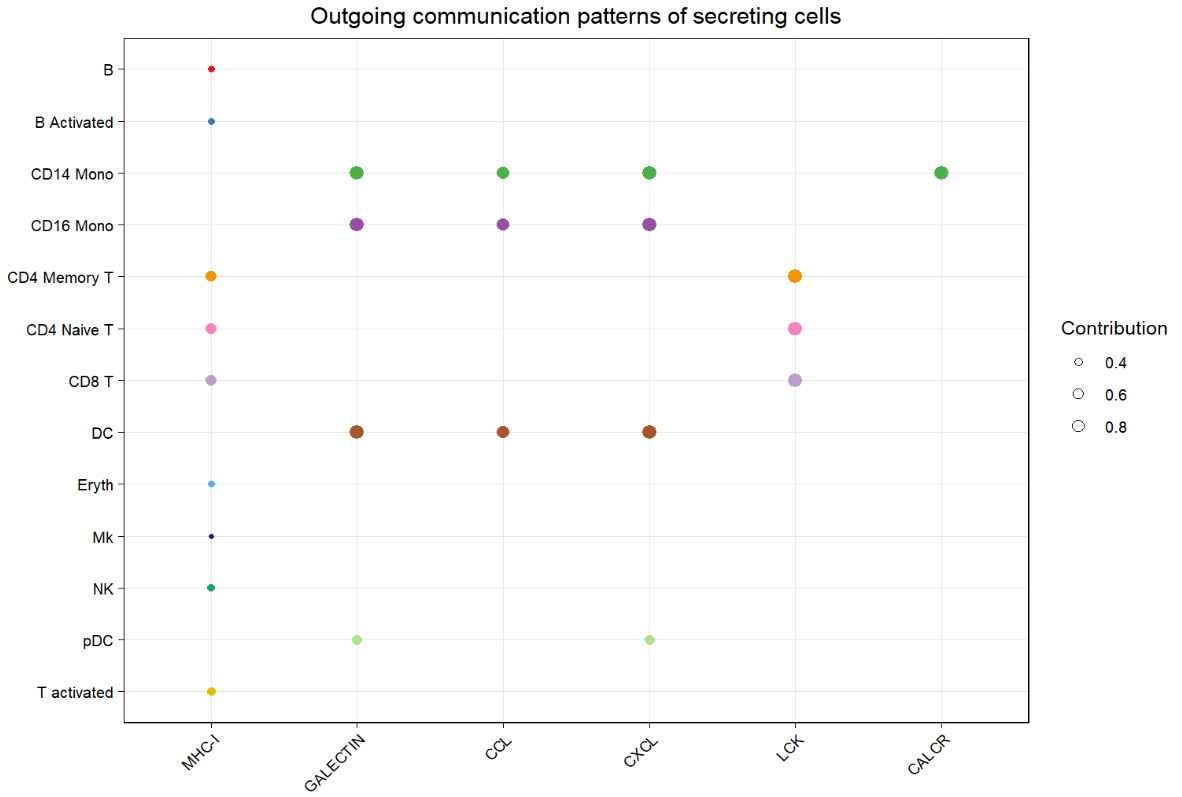 Outgoing communication patterns of secreting cells
B
B Activated
CD14 Mono
CD16 Mono
CD4 Memory T
CD4 Naive T
CD8 T
DC
Eryth
Mk
NK
pDC
T activated
MHC-I
GALECTIN
CCL
CXCL
LCK
CALCR
Contribution
0.4
0.6
0.8